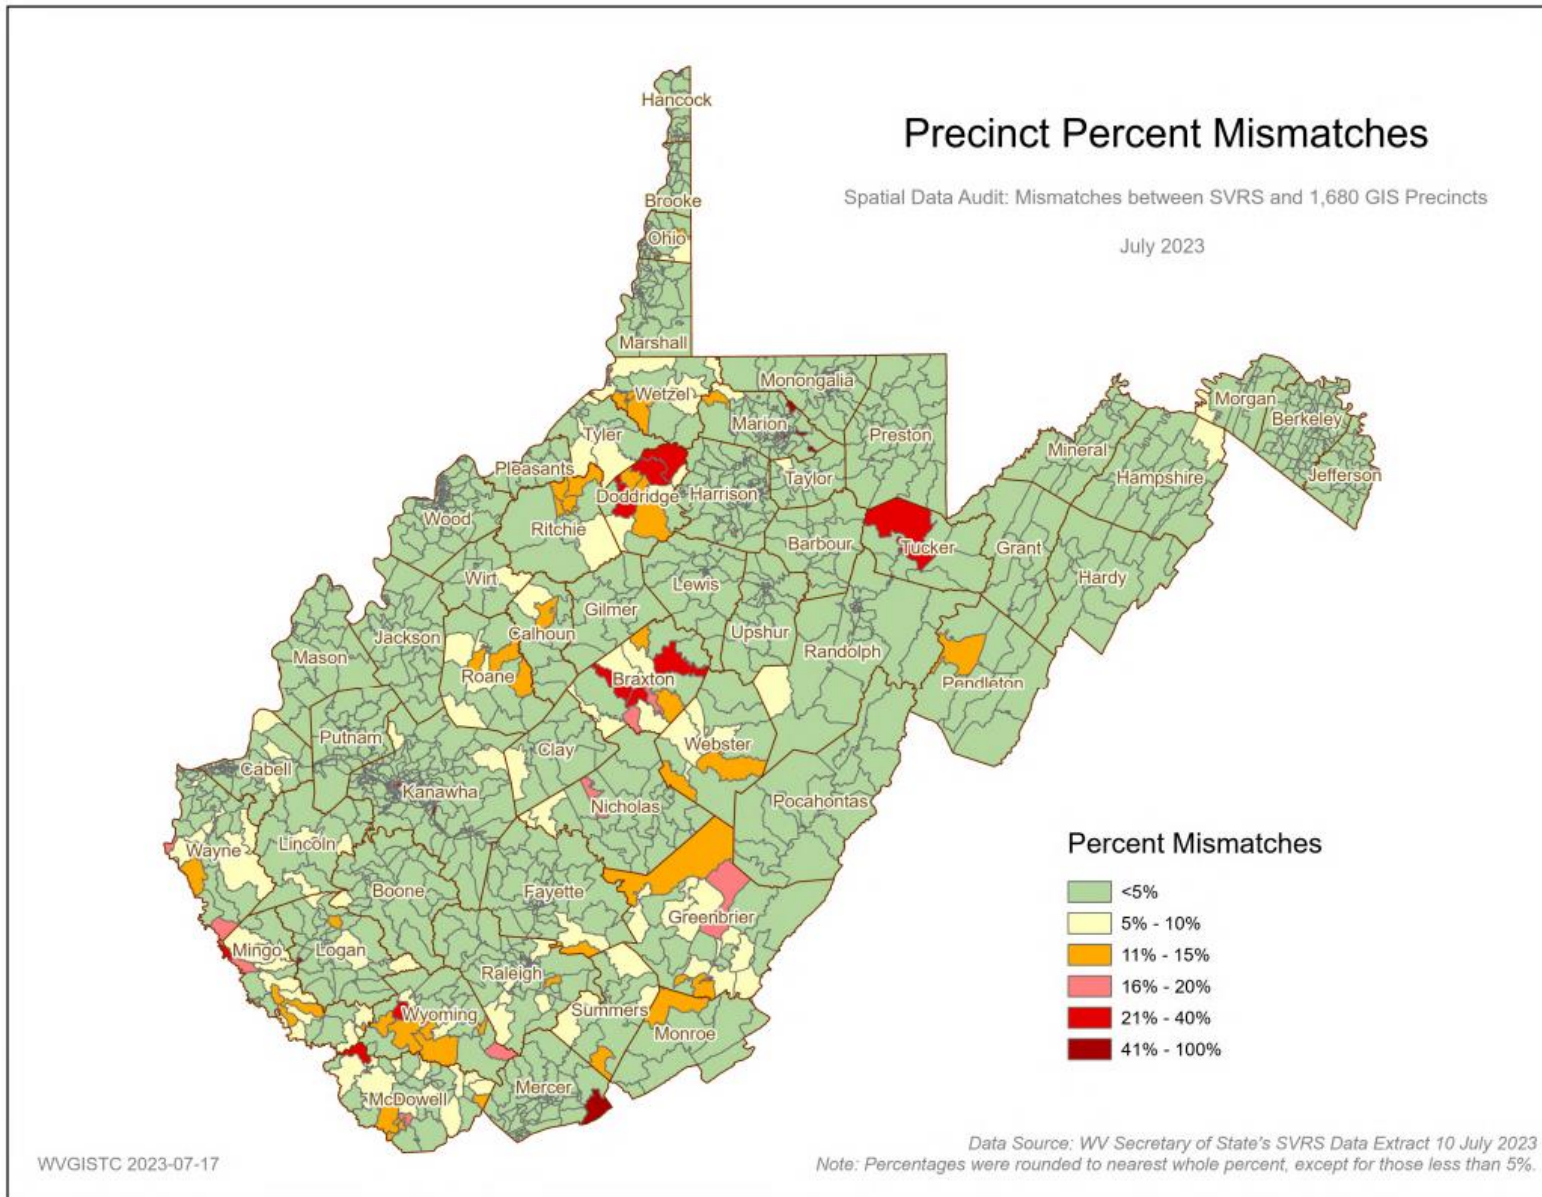 Precinct Percent Mismatches
Spatial Data Audit: Mismatches between SVRS and 1,680 GIS Precincts
July 2023
Hancock
Brooke
Ohio
Marshall
Wetzel
Monongalia
Marion
Preston
Tyler
Pleasants
Doddridge
Harrison
Taylor
Wood
Ritchie
Morgan
Berkeley
Jefferson
Mineral
Hampshire
Barbour
Tucker
Grant
Hardy
Wirt
Lewis
Gilmer
Calhoun
Upshur
Randolph
Jackson
Mason
Roane
Braxton
Pendleton
Putnam
Clay
Webster
Cabell
Kanawha
Nicholas
Pocahontas
Wayne
Lincoln
Boone
Fayette
Greenbrier
Mingo
Logan
Raleigh
Wyoming
Summers
Monroe
McDowell
Mercer
Percent Mismatches
<5%
5% - 10%
11% - 15%
16% - 20%
21% - 40%
41% - 100%
WVGISTC 2023-07-17
Data Source: WV Secretary of State's SVRS Data Extract 10 July 2023
Note: Percentages were rounded to nearest whole percent, except for those less than 5%.